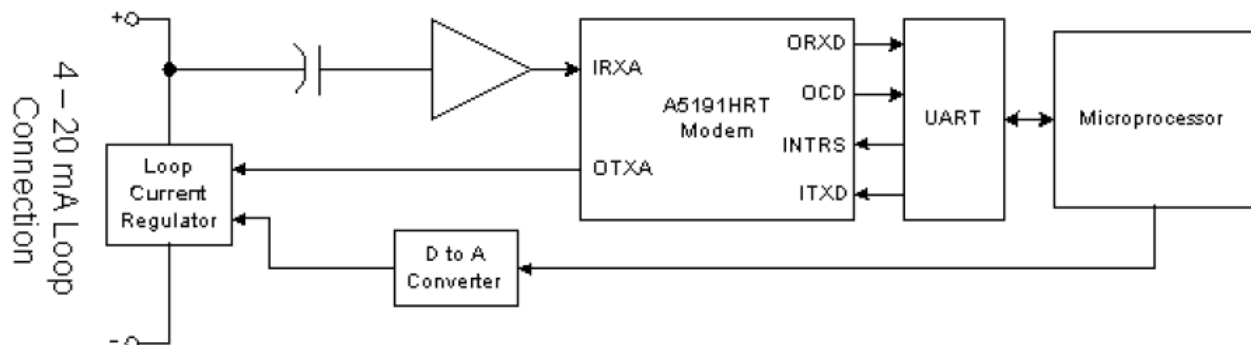 +
4 – 20 mA Loop
Connnection
Loop
Current
Regulator
-
IRXA
OTXA
A5191HRT
Modem
ORXD
OCD
INTRS
ITXD
UART
Microprocessor
D to A
Converter